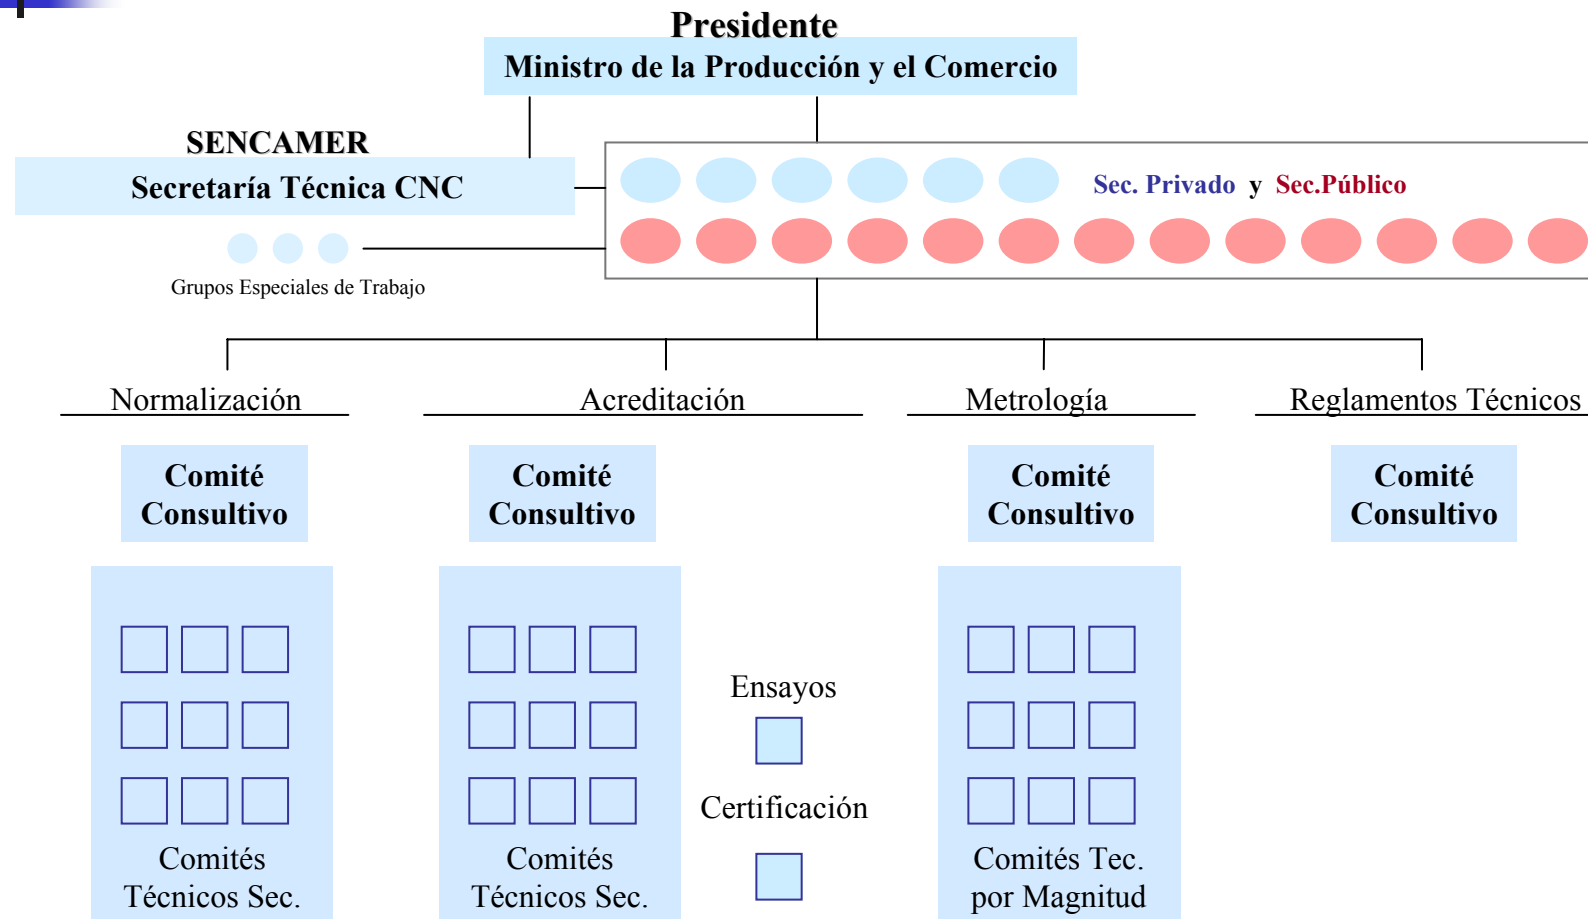 Presidente
Ministro de la Producción y el Comercio
SENCAMER
Secretaría Técnica CNC
Sec. Privado y Sec.Público
Grupos Especiales de Trabajo
Normalización
Acreditación
Metrología
Reglamentos Técnicos
Comité
Consultivo
Comité
Consultivo
Comité
Consultivo
Comité
Consultivo
Ensayos
Certificación
Comités
Técnicos Sec.
Comités
Técnicos Sec.
Comités Tec.
por Magnitud